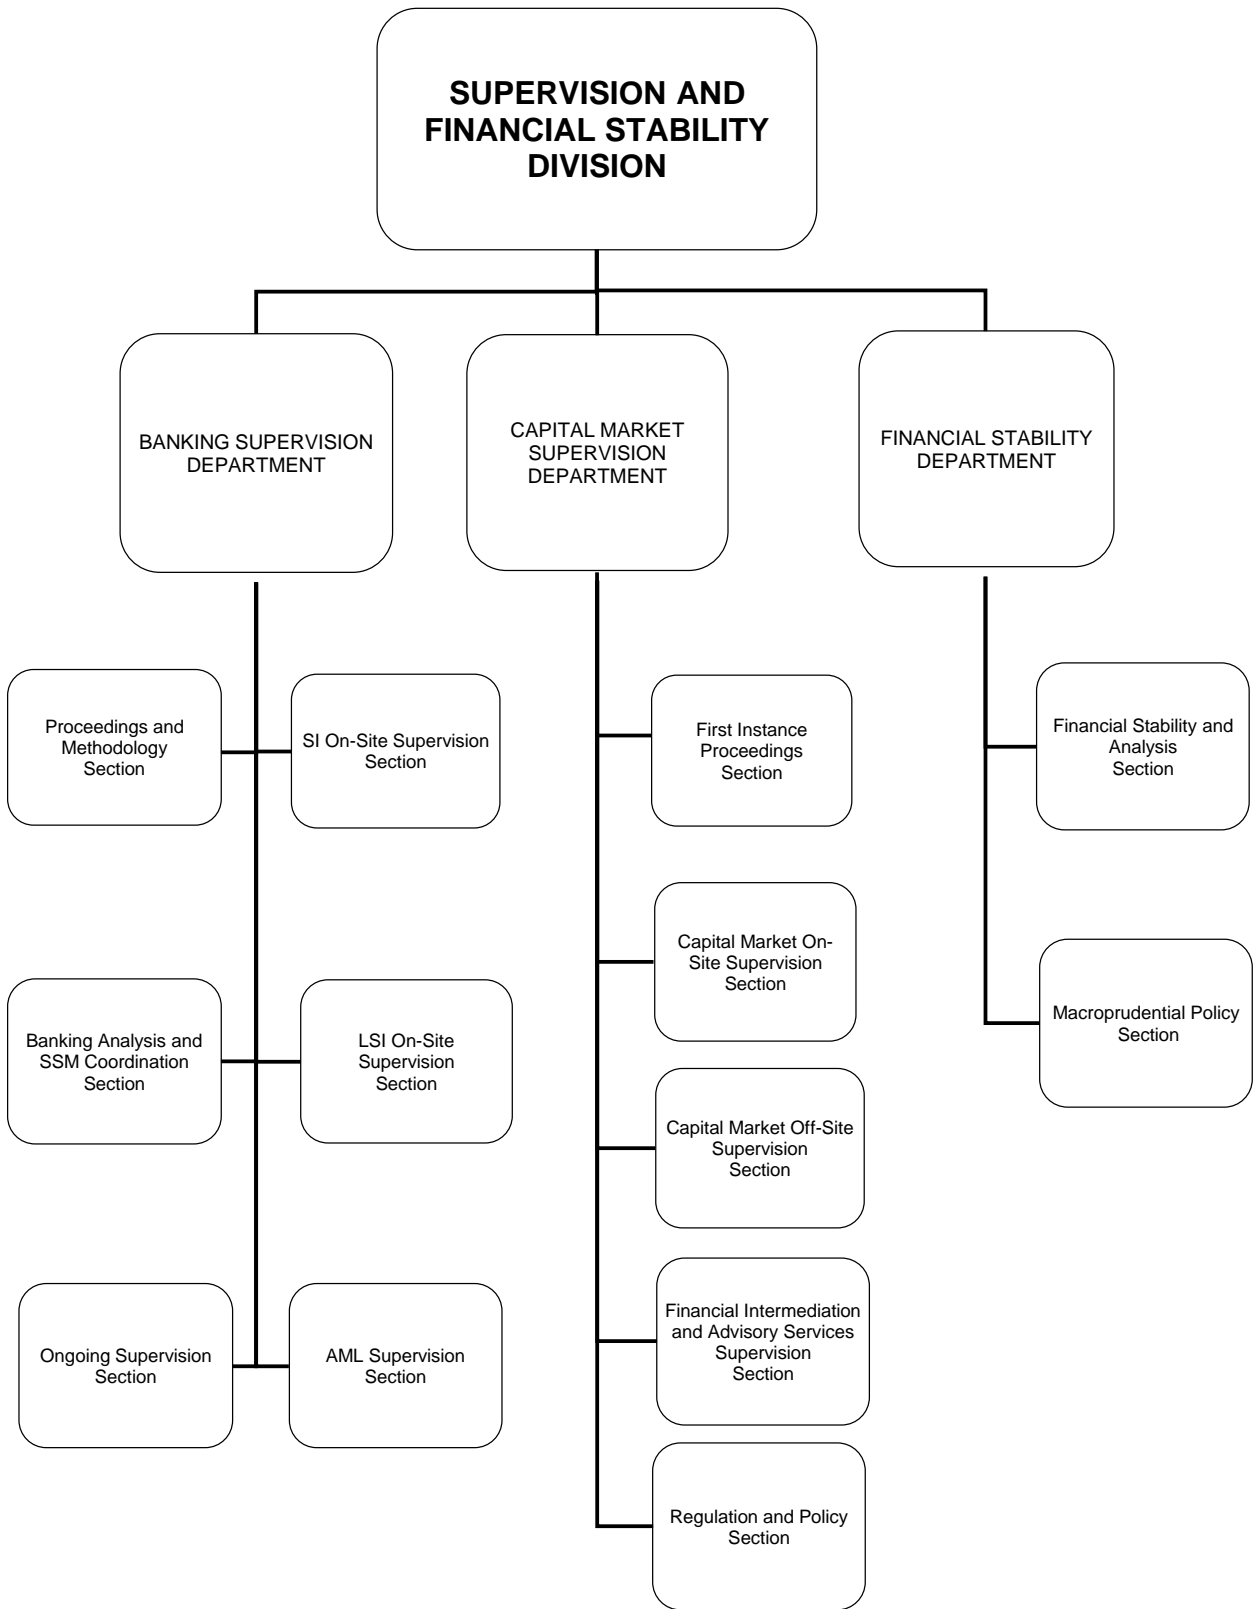 SUPERVISION AND
FINANCIAL STABILITY
DIVISION
BANKING SUPERVISION
DEPARTMENT
CAPITAL MARKET
SUPERVISION
DEPARTMENT
FINANCIAL STABILITY
DEPARTMENT
Proceedings and
Methodology
Section
SI On-Site Supervision
Section
First Instance
Proceedings
Section
Financial Stability and
Analysis
Section
Capital Market On-
Site Supervision
Section
Macroprudential Policy
Section
Banking Analysis and
SSM Coordination
Section
LSI On-Site
Supervision
Section
Capital Market Off-Site
Supervision
Section
Financial Intermediation
and Advisory Services
Supervision
Section
Ongoing Supervision
Section
AML Supervision
Section
Regulation and Policy
Section